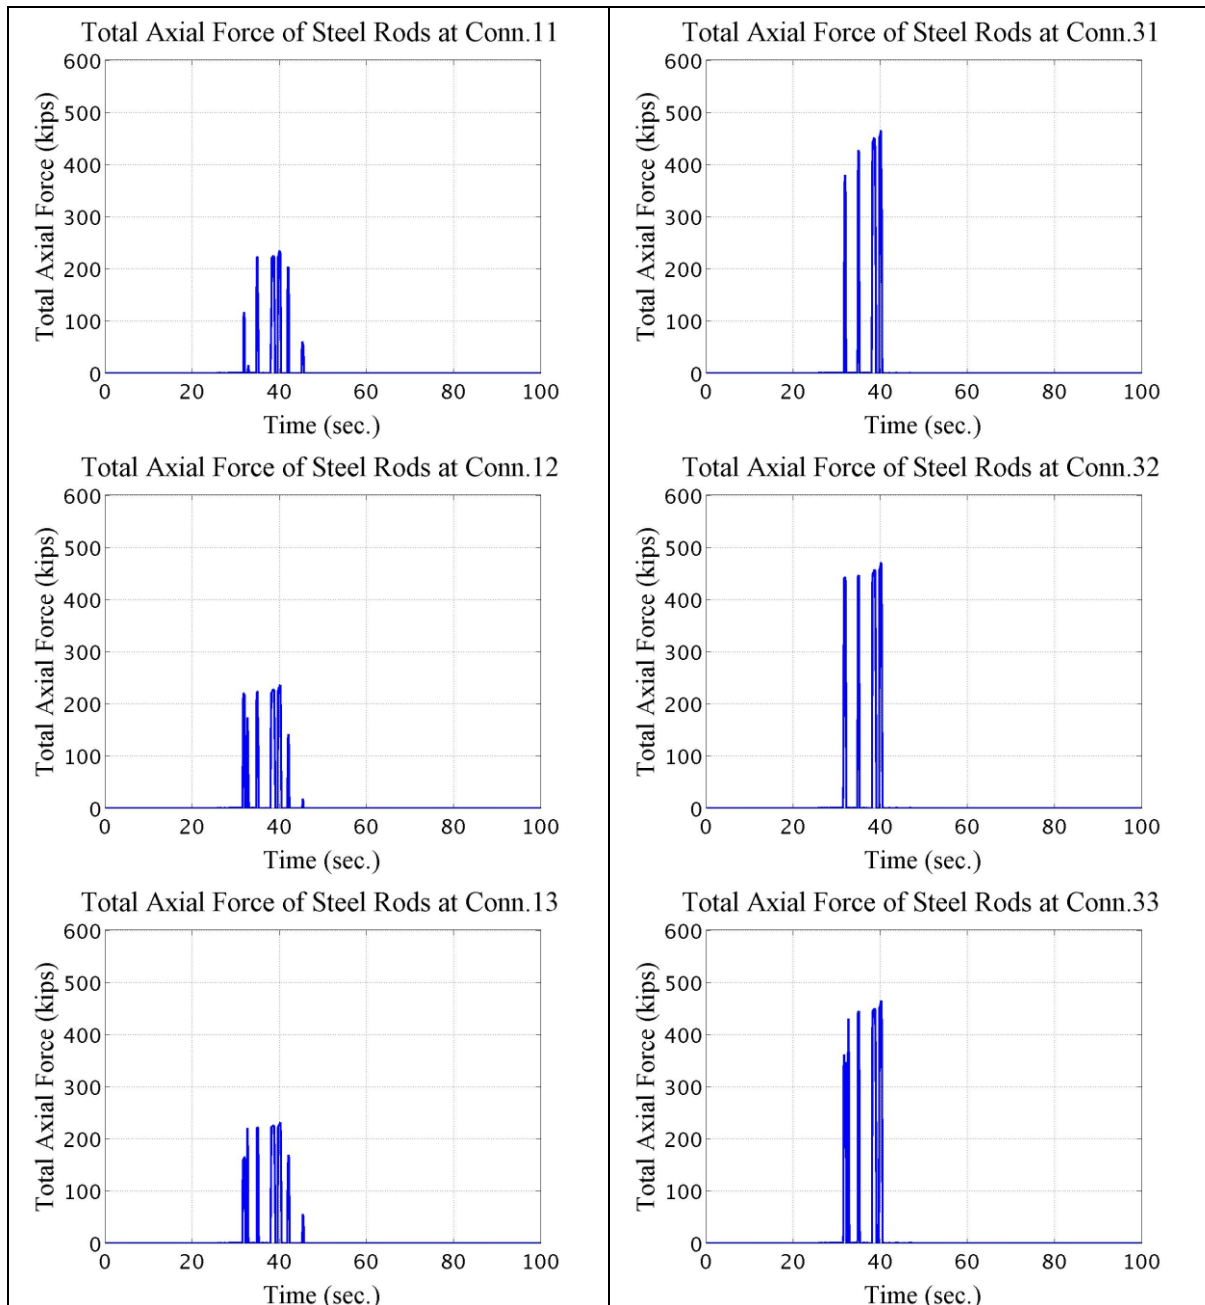 Total Axial Force of Steel Rods at Conn.11
Total Axial Force (kips)
600
500
400
300
200
100
0
0 20 40 60 80 100
Time (sec.)
Total Axial Force of Steel Rods at Conn.12
Total Axial Force (kips)
600
500
400
300
200
100
0
0 20 40 60 80 100
Time (sec.)
Total Axial Force of Steel Rods at Conn.13
Total Axial Force (kips)
600
500
400
300
200
100
0
0 20 40 60 80 100
Time (sec.)
Total Axial Force of Steel Rods at Conn.31
Total Axial Force (kips)
600
500
400
300
200
100
0
0 20 40 60 80 100
Time (sec.)
Total Axial Force of Steel Rods at Conn.32
Total Axial Force (kips)
600
500
400
300
200
100
0
0 20 40 60 80 100
Time (sec.)
Total Axial Force of Steel Rods at Conn.33
Total Axial Force (kips)
600
500
400
300
200
100
0
0 20 40 60 80 100
Time (sec.)